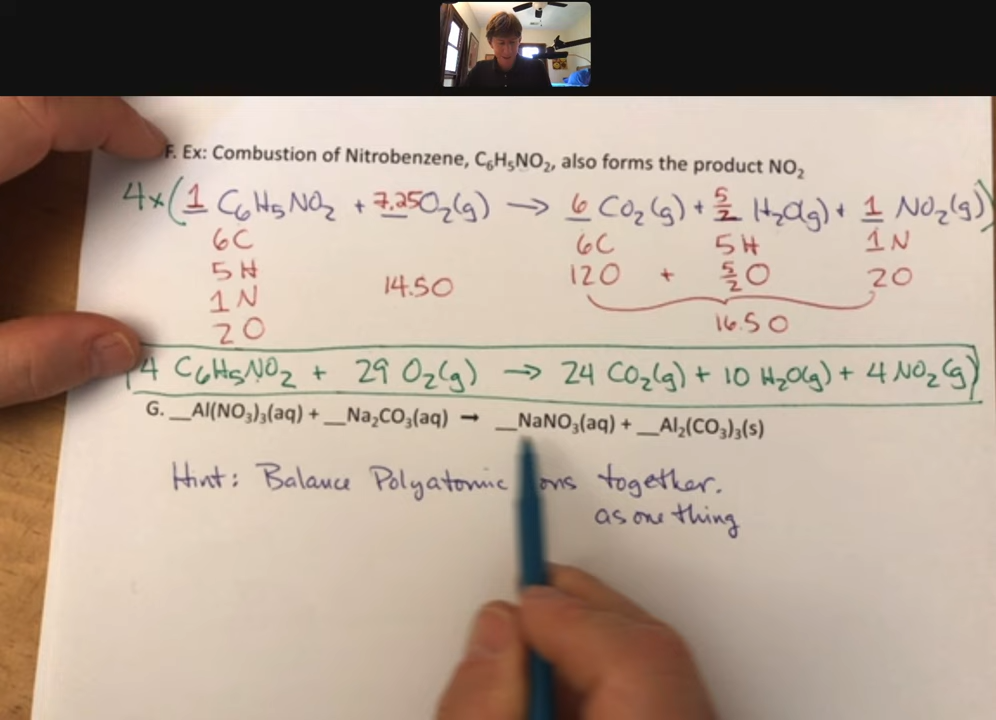 F. Ex: Combustion of Nitrobenzene, C₆H₅NO₂, also forms the product NO₂
4x(1 C₆H₅NO₂ + 7.25O₂(g) → 6 CO₂(g) + 5/2 H₂O(g) + 1 NO₂(g))
6C 6C 5H 1N
5H 14.5O 12O + 5/2O 2O
1N 16.5O
2O
4 C₆H₅NO₂ + 29 O₂(g) → 24 CO₂(g) + 10 H₂O(g) + 4 NO₂(g)
G. __Al(NO₃)₃(aq) + __Na₂CO₃(aq) → __NaNO₃(aq) + __Al₂(CO₃)₃(s)
Hint: Balance Polyatomic ons together.
as one thing